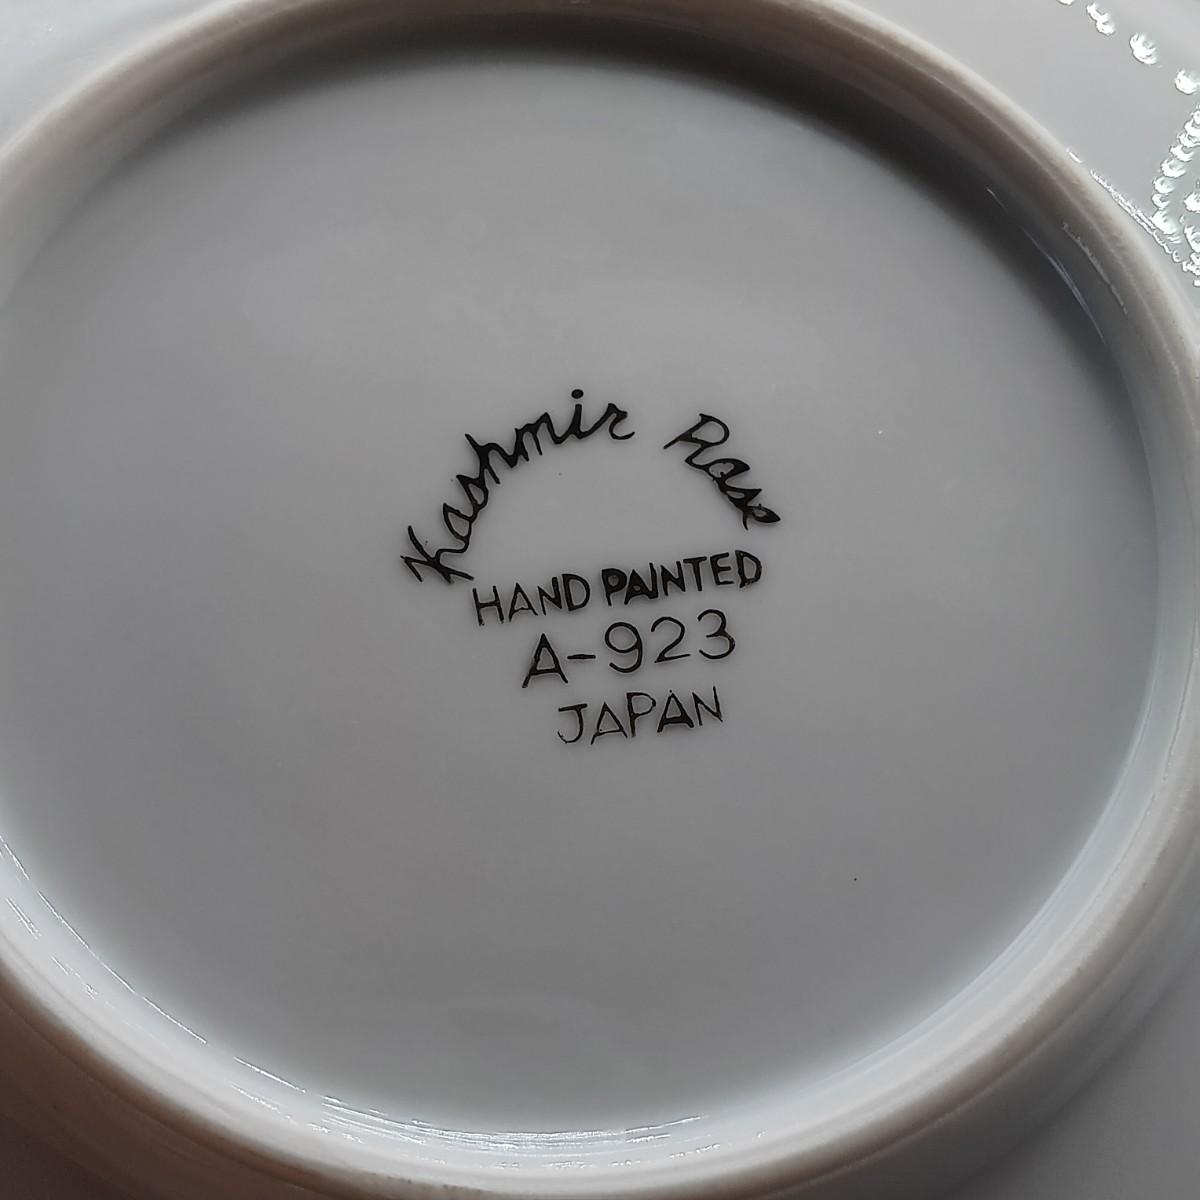 Kashmir Rose
HAND PAINTED
A-923
JAPAN